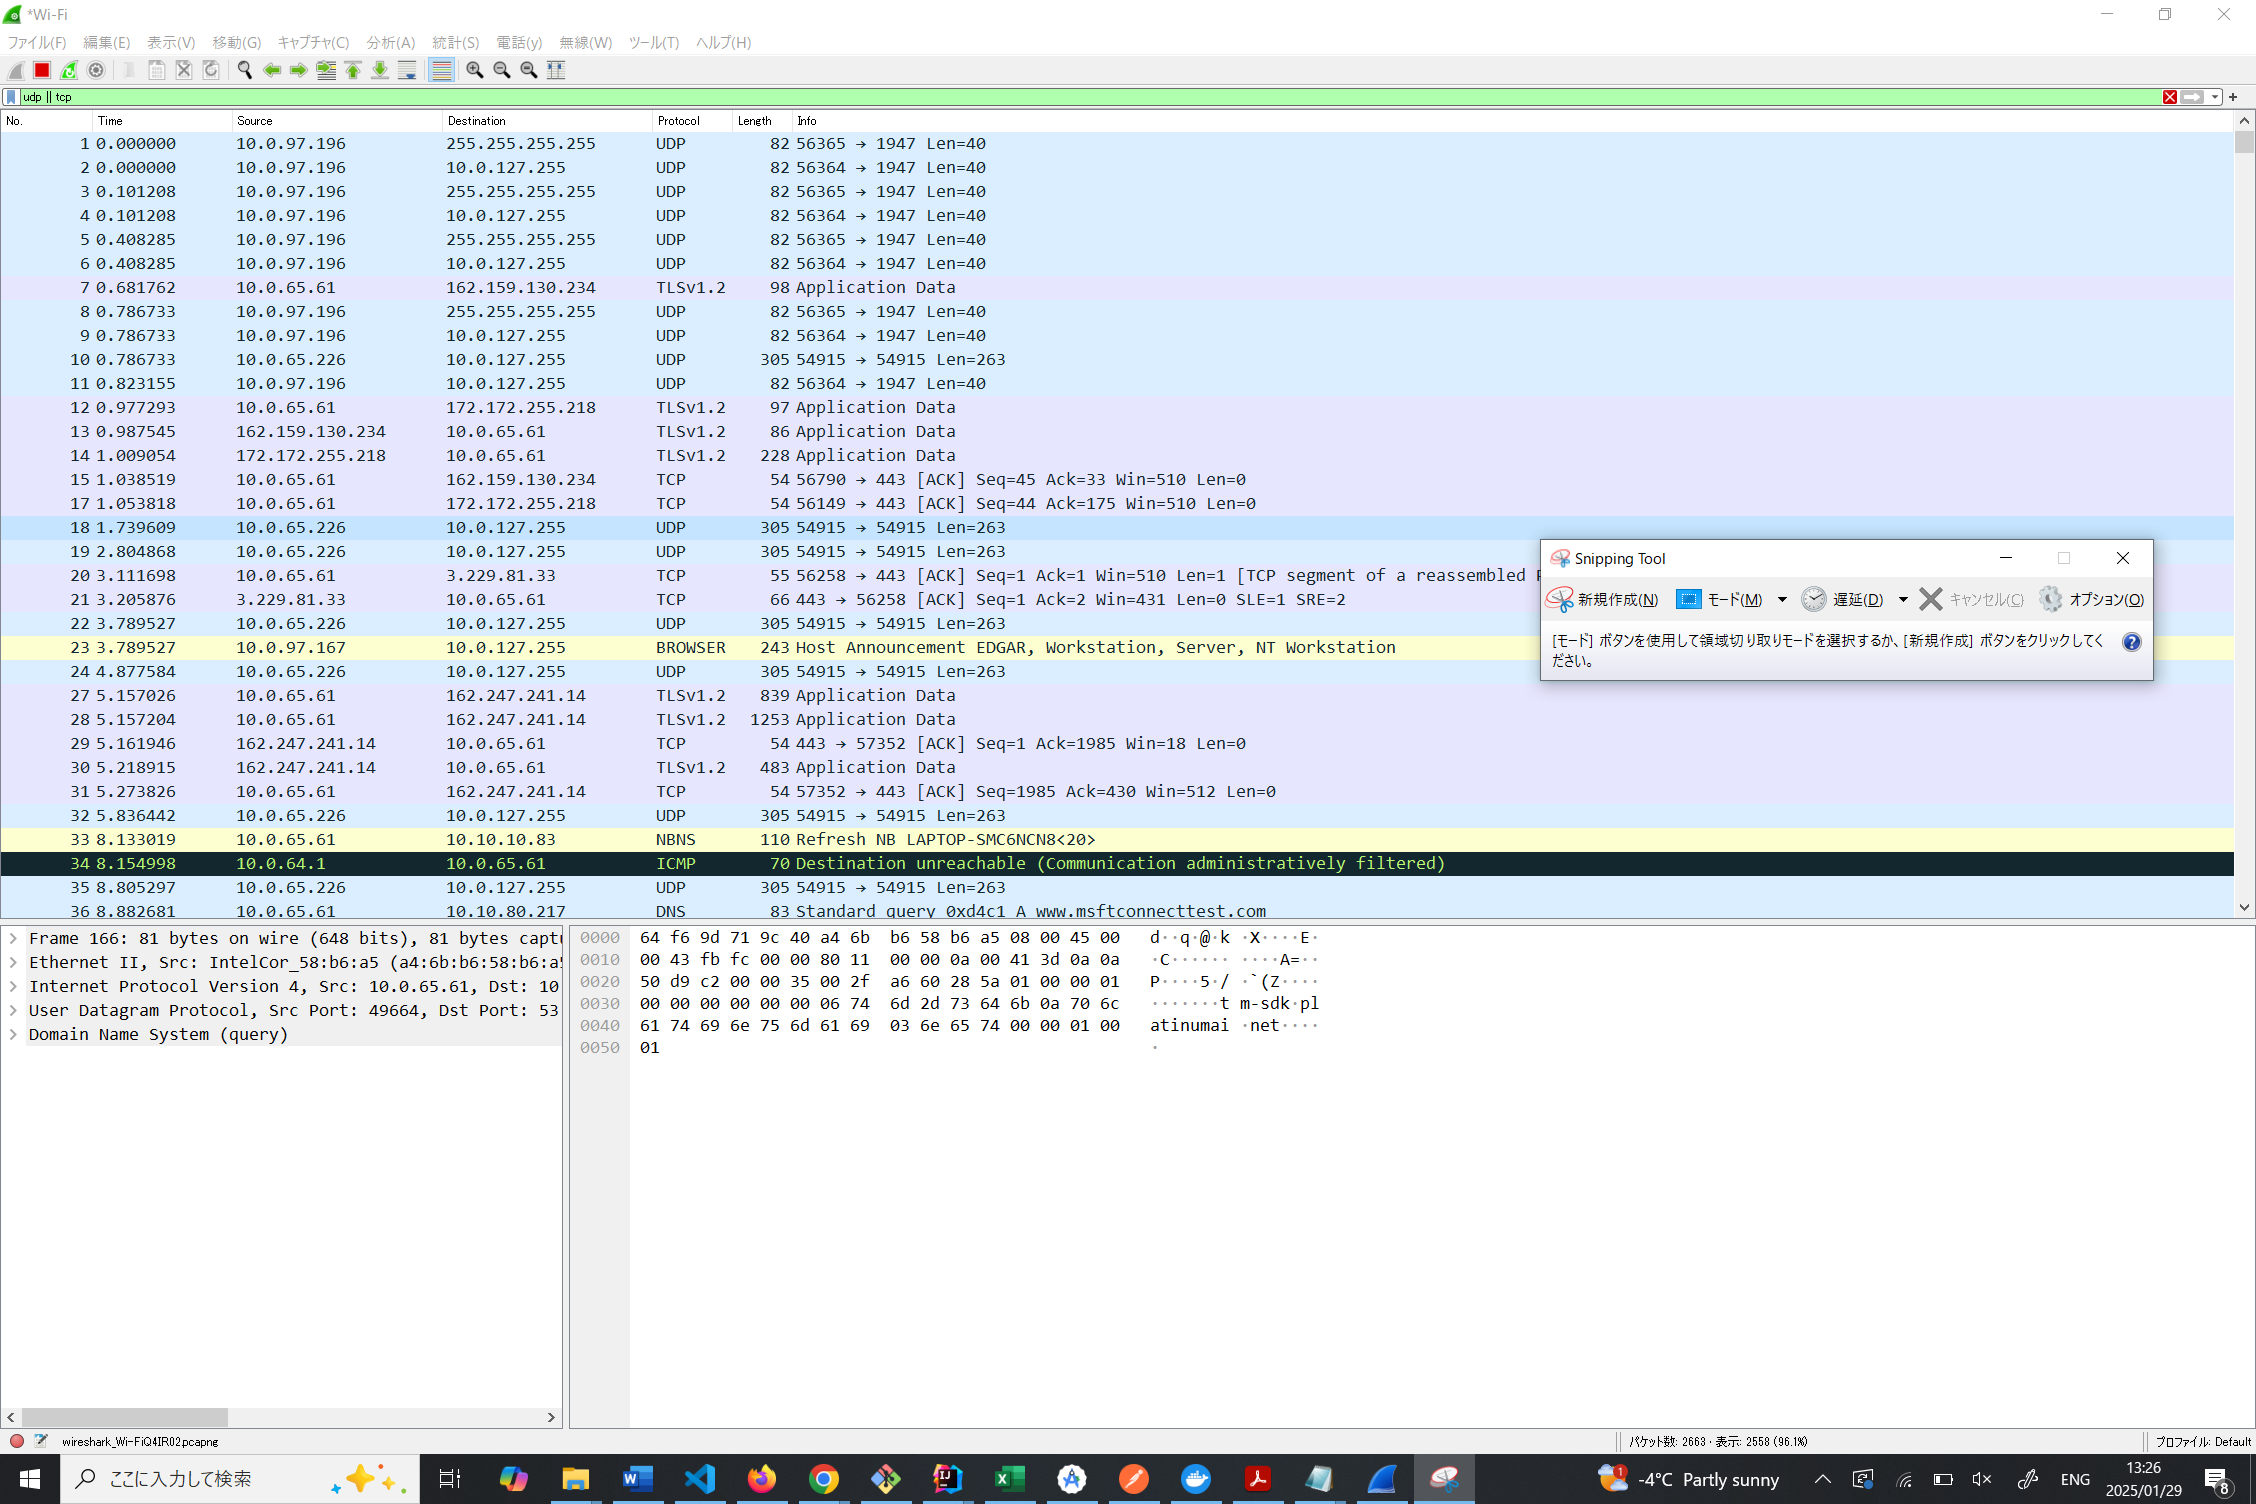 *Wi-Fi
ファイル(F) 編集(E) 表示(V) 移動(G) キャプチャ(C) 分析(A) 統計(S) 電話(y) 無線(W) ツール(T) ヘルプ(H)
udp || tcp
No. Time Source Destination Protocol Length Info
1 0.000000 10.0.97.196 255.255.255.255 UDP 82 56365 → 1947 Len=40
2 0.000000 10.0.97.196 10.0.127.255 UDP 82 56364 → 1947 Len=40
3 0.101208 10.0.97.196 255.255.255.255 UDP 82 56365 → 1947 Len=40
4 0.101208 10.0.97.196 10.0.127.255 UDP 82 56364 → 1947 Len=40
5 0.408285 10.0.97.196 255.255.255.255 UDP 82 56365 → 1947 Len=40
6 0.408285 10.0.97.196 10.0.127.255 UDP 82 56364 → 1947 Len=40
7 0.681762 10.0.65.61 162.159.130.234 TLSv1.2 98 Application Data
8 0.786733 10.0.97.196 255.255.255.255 UDP 82 56365 → 1947 Len=40
9 0.786733 10.0.97.196 10.0.127.255 UDP 82 56364 → 1947 Len=40
10 0.786733 10.0.65.226 10.0.127.255 UDP 305 54915 → 54915 Len=263
11 0.823155 10.0.97.196 10.0.127.255 UDP 82 56364 → 1947 Len=40
12 0.977293 10.0.65.61 172.172.255.218 TLSv1.2 97 Application Data
13 0.987545 162.159.130.234 10.0.65.61 TLSv1.2 86 Application Data
14 1.009054 172.172.255.218 10.0.65.61 TLSv1.2 228 Application Data
15 1.038519 10.0.65.61 162.159.130.234 TCP 54 56790 → 443 [ACK] Seq=45 Ack=33 Win=510 Len=0
17 1.053818 10.0.65.61 172.172.255.218 TCP 54 56149 → 443 [ACK] Seq=44 Ack=175 Win=510 Len=0
18 1.739609 10.0.65.226 10.0.127.255 UDP 305 54915 → 54915 Len=263
19 2.804868 10.0.65.226 10.0.127.255 UDP 305 54915 → 54915 Len=263
20 3.111698 10.0.65.61 3.229.81.33 TCP 55 56258 → 443 [ACK] Seq=1 Ack=1 Win=510 Len=1 [TCP segment of a reassembled
21 3.205876 3.229.81.33 10.0.65.61 TCP 66 443 → 56258 [ACK] Seq=1 Ack=2 Win=431 Len=0 SLE=1 SRE=2
22 3.789527 10.0.65.226 10.0.127.255 UDP 305 54915 → 54915 Len=263
23 3.789527 10.0.97.167 10.0.127.255 BROWSER 243 Host Announcement EDGAR, Workstation, Server, NT Workstation
24 4.877584 10.0.65.226 10.0.127.255 UDP 305 54915 → 54915 Len=263
27 5.157026 10.0.65.61 162.247.241.14 TLSv1.2 839 Application Data
28 5.157204 10.0.65.61 162.247.241.14 TLSv1.2 1253 Application Data
29 5.161946 162.247.241.14 10.0.65.61 TCP 54 443 → 57352 [ACK] Seq=1 Ack=1985 Win=18 Len=0
30 5.218915 162.247.241.14 10.0.65.61 TLSv1.2 483 Application Data
31 5.273826 10.0.65.61 162.247.241.14 TCP 54 57352 → 443 [ACK] Seq=1985 Ack=430 Win=512 Len=0
32 5.836442 10.0.65.226 10.0.127.255 UDP 305 54915 → 54915 Len=263
33 8.133019 10.0.65.61 10.10.10.83 NBNS 110 Refresh NB LAPTOP-SMC6NCN8<20>
34 8.154998 10.0.64.1 10.0.65.61 ICMP 70 Destination unreachable (Communication administratively filtered)
35 8.805297 10.0.65.226 10.0.127.255 UDP 305 54915 → 54915 Len=263
36 8.882681 10.0.65.61 10.10.80.217 DNS 83 Standard query 0xd4c1 A www.msftconnecttest.com
Snipping Tool
新規作成(N) モード(M) 遅延(D) キャンセル(C) オプション(O)
[モード] ボタンを使用して領域切り取りモードを選択するか、[新規作成] ボタンをクリックしてく
ださい。
Frame 166: 81 bytes on wire (648 bits), 81 bytes captu
Ethernet II, Src: IntelCor_58:b6:a5 (a4:6b:b6:58:b6:a5
Internet Protocol Version 4, Src: 10.0.65.61, Dst: 10
User Datagram Protocol, Src Port: 49664, Dst Port: 53
Domain Name System (query)
0000 64 f6 9d 71 9c 40 a4 6b b6 58 b6 a5 08 00 45 00 d··q·@·k ·X····E·
0010 00 43 fb fc 00 00 80 11 00 00 0a 00 41 3d 0a 0a ·C······ ····A=··
0020 50 d9 c2 00 00 35 00 2f a6 60 28 5a 01 00 00 01 P····5·/ ·`(Z····
0030 00 00 00 00 00 00 06 74 6d 2d 73 64 6b 0a 70 6c ·······t m-sdk·pl
0040 61 74 69 6e 75 6d 61 69 03 6e 65 74 00 00 01 00 atinumai ·net····
0050 01 ·
wireshark_Wi-FiQ4IR02.pcapng パケット数: 2663 · 表示: 2558 (96.1%) プロファイル: Default
ここに入力して検索
1 -4°C Partly sunny ENG 13:26
2025/01/29 8